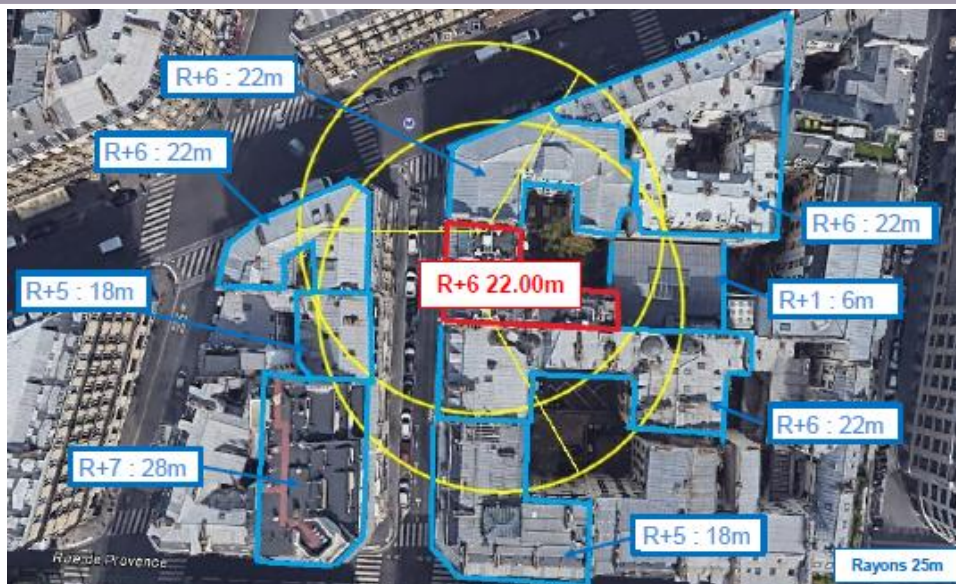 R+6 : 22m
R+6 : 22m
R+6 : 22m
R+6 22.00m
R+5 : 18m
R+1 : 6m
R+6 : 22m
R+7 : 28m
R+5 : 18m
Rue de Provence
Rayons 25m